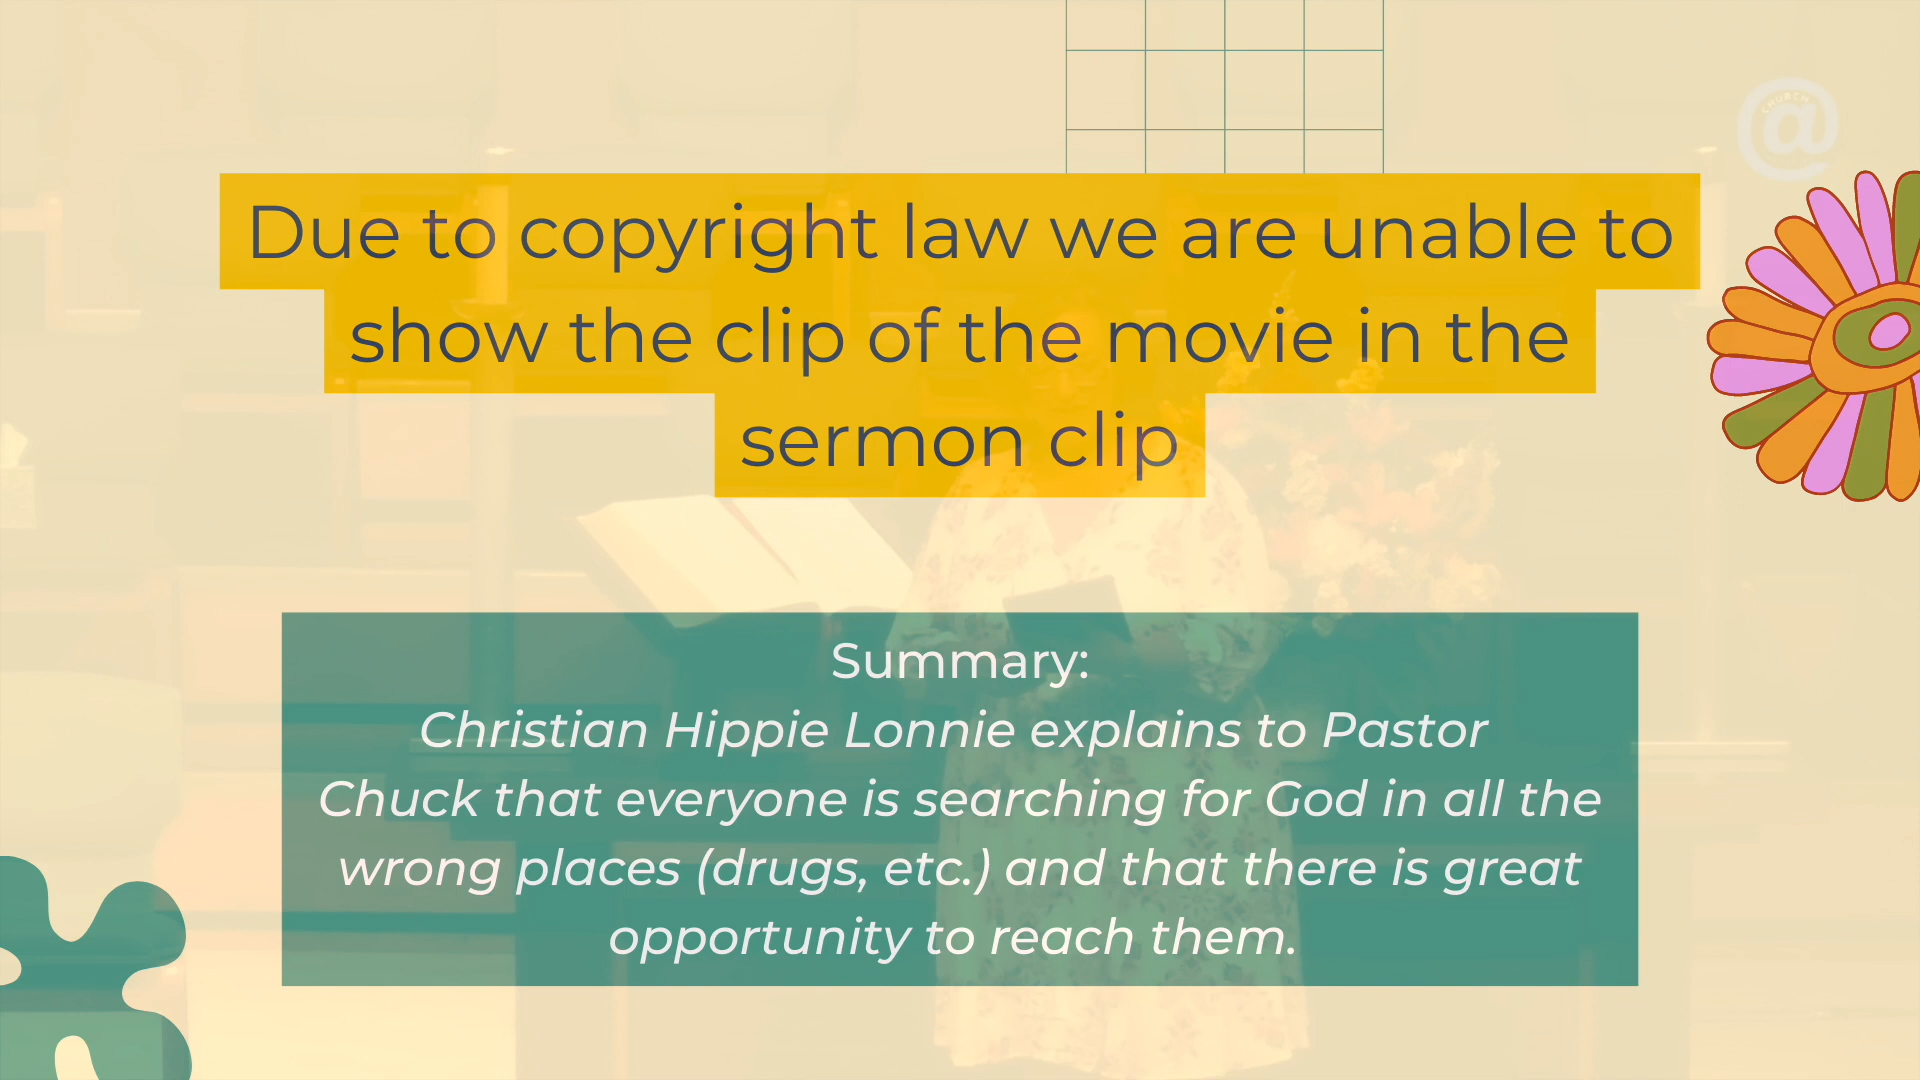 CHURCH
@
Due to copyright law we are unable to
show the clip of the movie in the
sermon clip
Summary:
Christian Hippie Lonnie explains to Pastor
Chuck that everyone is searching for God in all the
wrong places (drugs, etc.) and that there is great
opportunity to reach them.